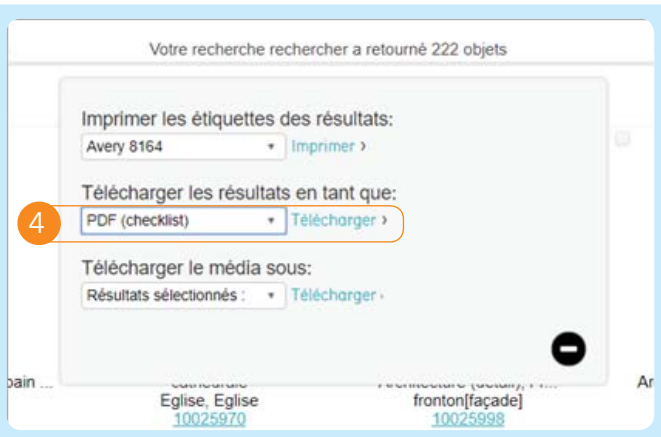 Votre recherche rechercher a retourné 222 objets
Imprimer les étiquettes des résultats:
Avery 8164 Imprimer ›
Télécharger les résultats en tant que:
4 PDF (checklist) Télécharger ›
Télécharger le média sous:
Résultats sélectionnés : Télécharger ›
Eglise, Eglise fronton[façade]
10025970 10025998